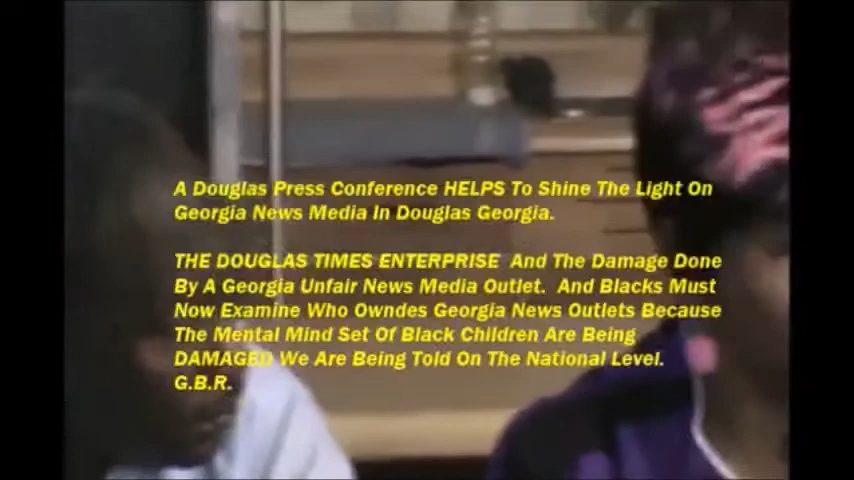 A Douglas Press Conference HELPS To Shine The Light On
Georgia News Media In Douglas Georgia.
THE DOUGLAS TIMES ENTERPRISE And The Damage Done
By A Georgia Unfair News Media Outlet. And Blacks Must
Now Examine Who Owndes Georgia News Outlets Because
The Mental Mind Set Of Black Children Are Being
DAMAGED We Are Being Told On The National Level.
G.B.R.